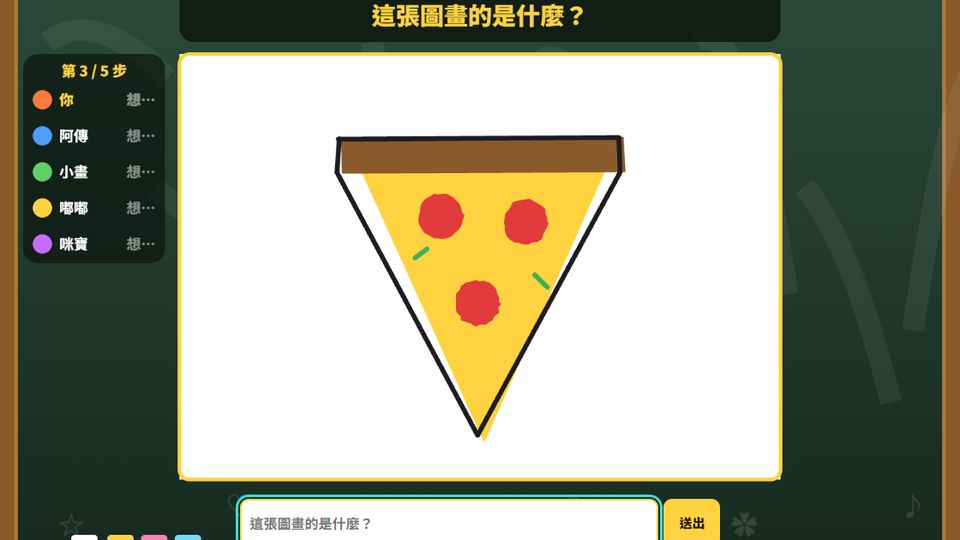 這張圖畫的是什麼？
第 3 / 5 步
你 想…
阿傳 想…
小畫 想…
嘟嘟 想…
咪寶 想…
這張圖畫的是什麼？
送出